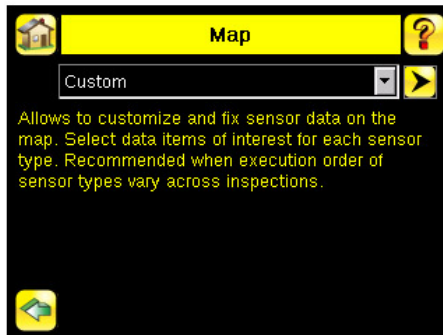 Map
?
Custom
Allows to customize and fix sensor data on the
map. Select data items of interest for each sensor
type. Recommended when execution order of
sensor types vary across inspections.